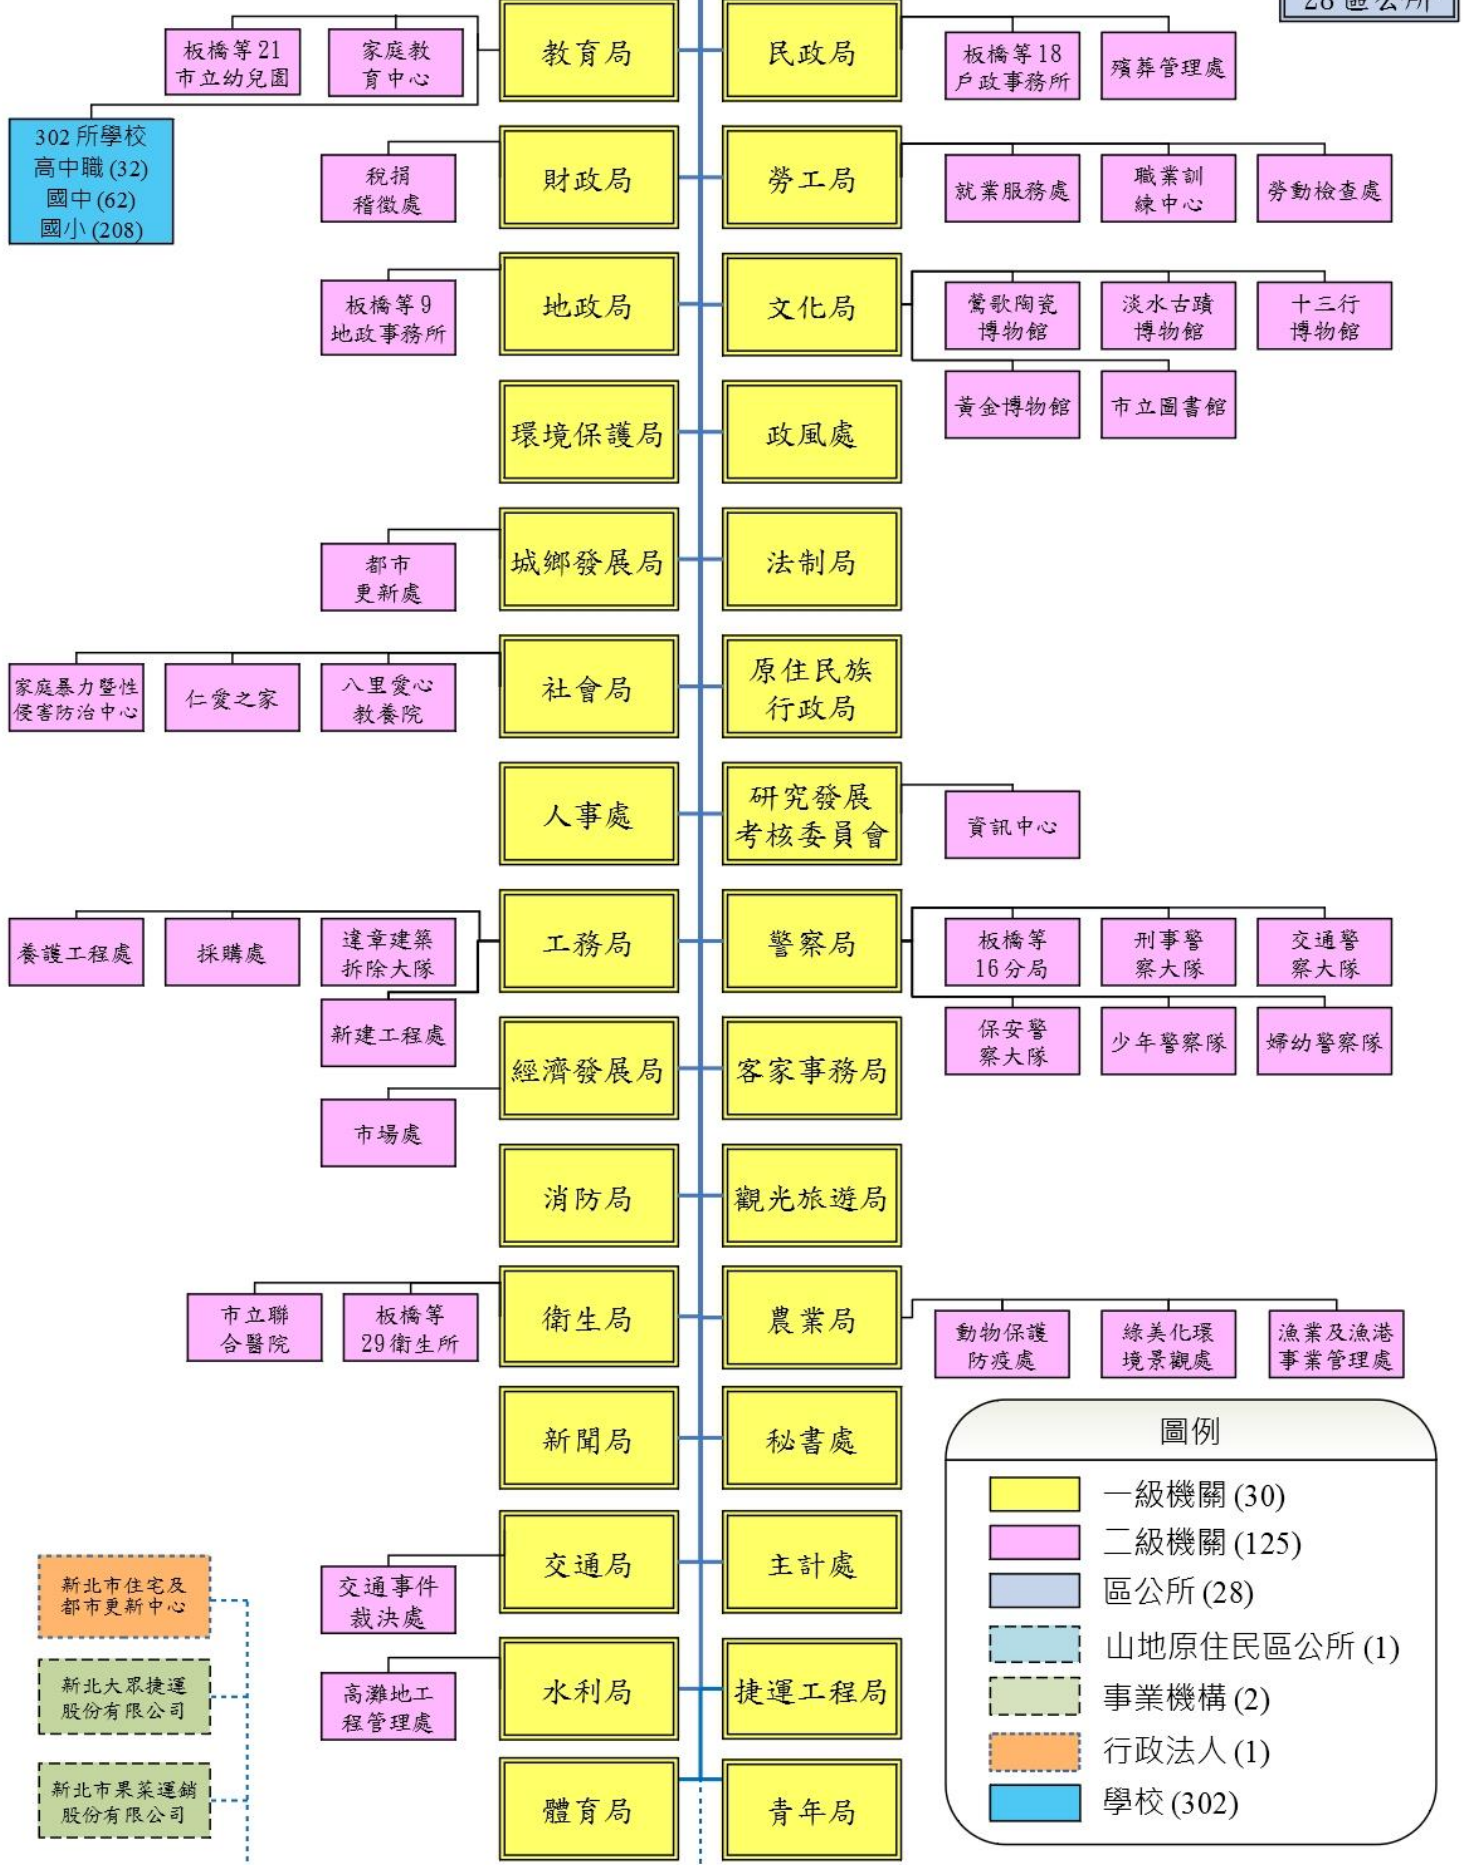 28 區公所
板橋等21
市立幼兒園
家庭教
育中心
教育局
民政局
板橋等18
戶政事務所
殯葬管理處
302 所學校
高中職 (32)
國中 (62)
國小 (208)
稅捐
稽徵處
財政局
勞工局
就業服務處
職業訓
練中心
勞動檢查處
板橋等9
地政事務所
地政局
文化局
鶯歌陶瓷
博物館
淡水古蹟
博物館
十三行
博物館
黃金博物館
市立圖書館
環境保護局
政風處
都市
更新處
城鄉發展局
法制局
家庭暴力暨性
侵害防治中心
仁愛之家
八里愛心
教養院
社會局
原住民族
行政局
人事處
研究發展
考核委員會
資訊中心
養護工程處
採購處
違章建築
拆除大隊
新建工程處
工務局
警察局
板橋等
16分局
刑事警
察大隊
交通警
察大隊
保安警
察大隊
少年警察隊
婦幼警察隊
市場處
經濟發展局
客家事務局
消防局
觀光旅遊局
市立聯
合醫院
板橋等
29衛生所
衛生局
農業局
動物保護
防疫處
綠美化環
境景觀處
漁業及漁港
事業管理處
新聞局
秘書處
交通事件
裁決處
交通局
主計處
高灘地工
程管理處
水利局
捷運工程局
體育局
青年局
新北市住宅及
都市更新中心
新北大眾捷運
股份有限公司
新北市果菜運銷
股份有限公司
圖例
一級機關 (30)
二級機關 (125)
區公所 (28)
山地原住民區公所 (1)
事業機構 (2)
行政法人 (1)
學校 (302)